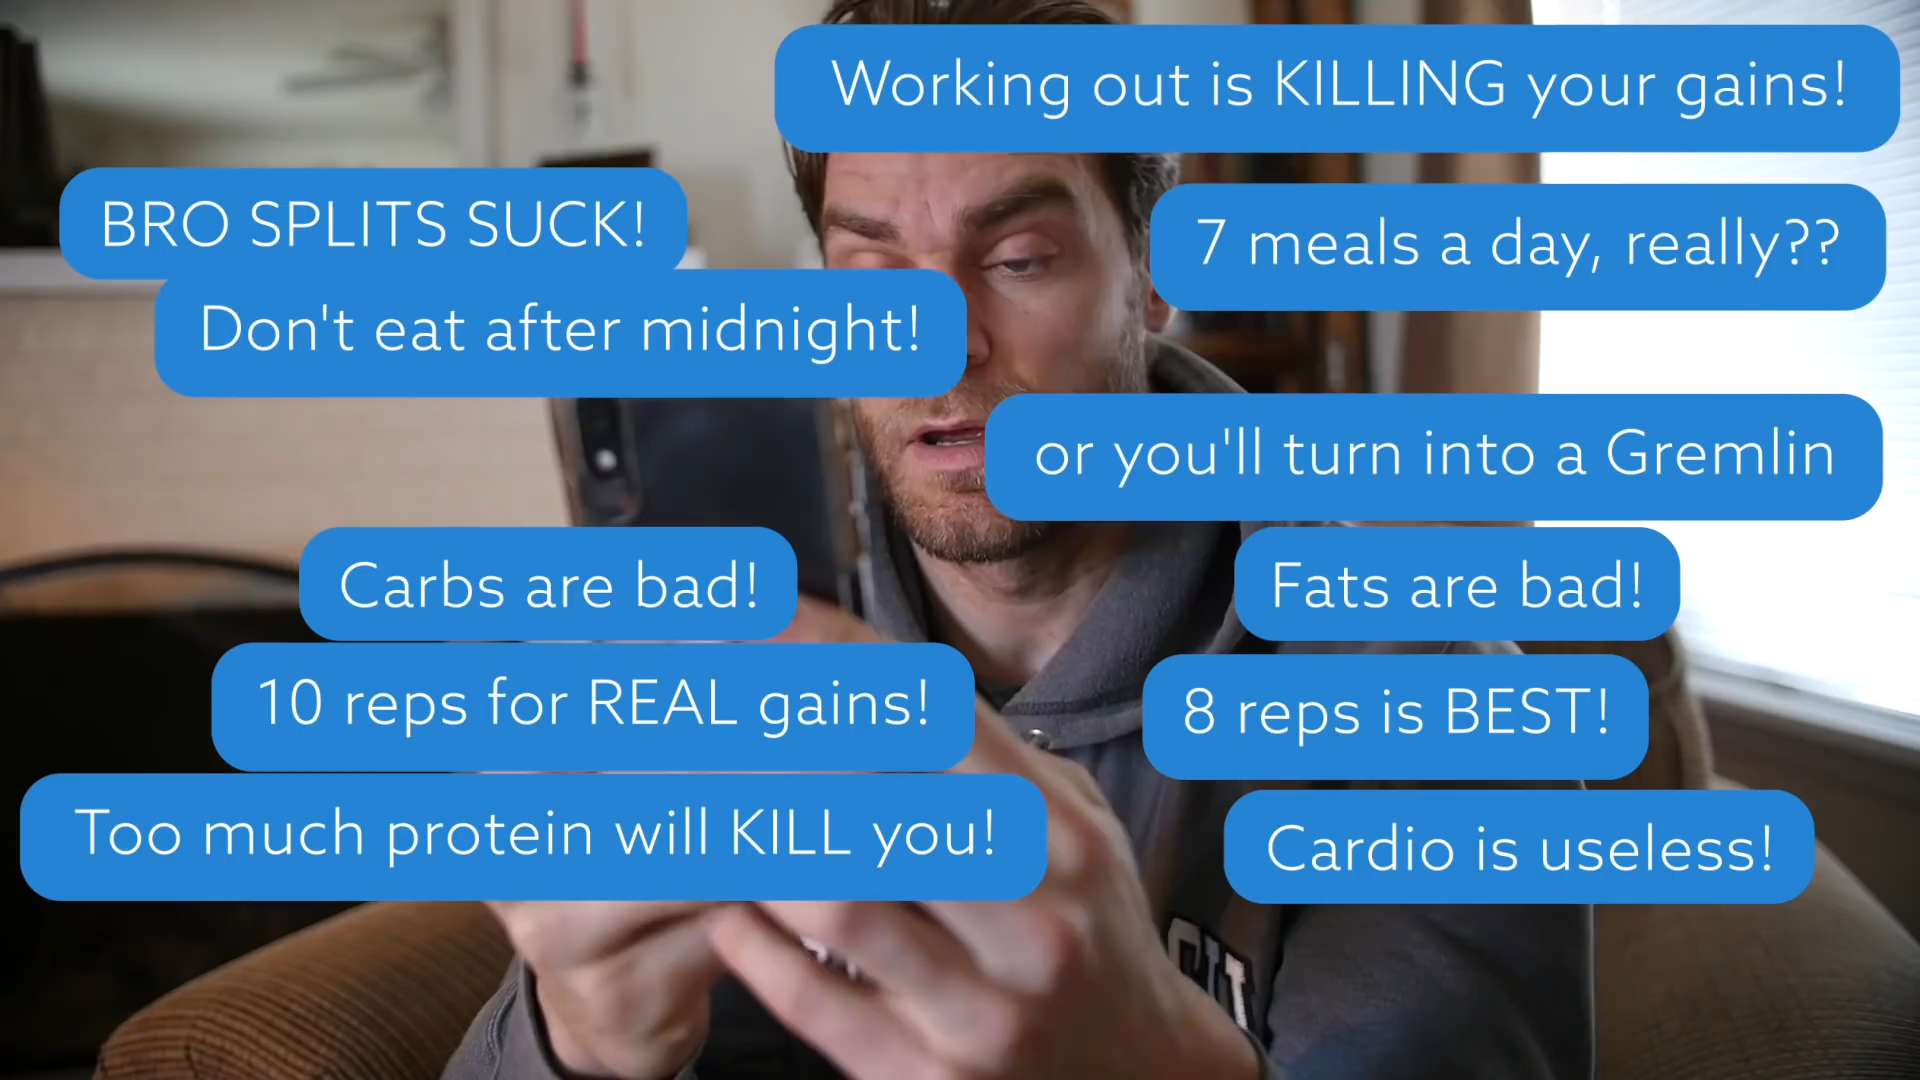 Working out is KILLING your gains!
BRO SPLITS SUCK!
7 meals a day, really??
Don't eat after midnight!
or you'll turn into a Gremlin
Carbs are bad!
Fats are bad!
10 reps for REAL gains!
8 reps is BEST!
Too much protein will KILL you!
Cardio is useless!